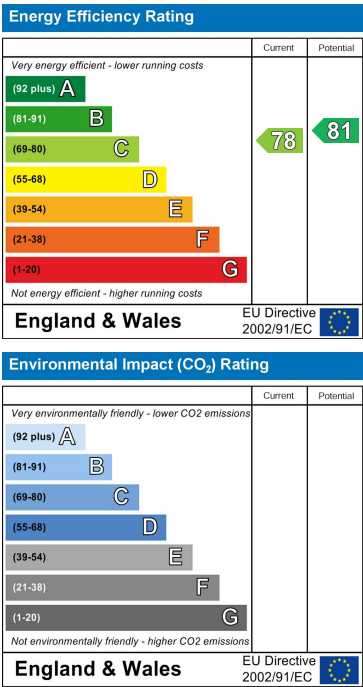 Energy Efficiency Rating
Current Potential
Very energy efficient - lower running costs
(92 plus) A
(81-91) B
(69-80) C
(55-68) D
(39-54) E
(21-38) F
(1-20) G
78
81
Not energy efficient - higher running costs
England & Wales
EU Directive
2002/91/EC
Environmental Impact (CO₂) Rating
Current Potential
Very environmentally friendly - lower CO2 emissions
(92 plus) A
(81-91) B
(69-80) C
(55-68) D
(39-54) E
(21-38) F
(1-20) G
Not environmentally friendly - higher CO2 emissions
England & Wales
EU Directive
2002/91/EC